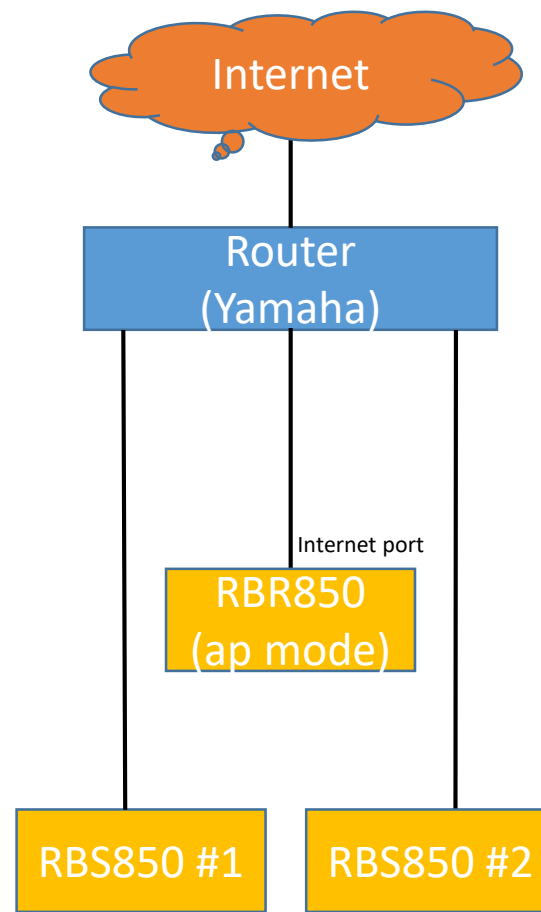 Internet
Router
(Yamaha)
Internet port
RBR850
(ap mode)
RBS850 #1
RBS850 #2